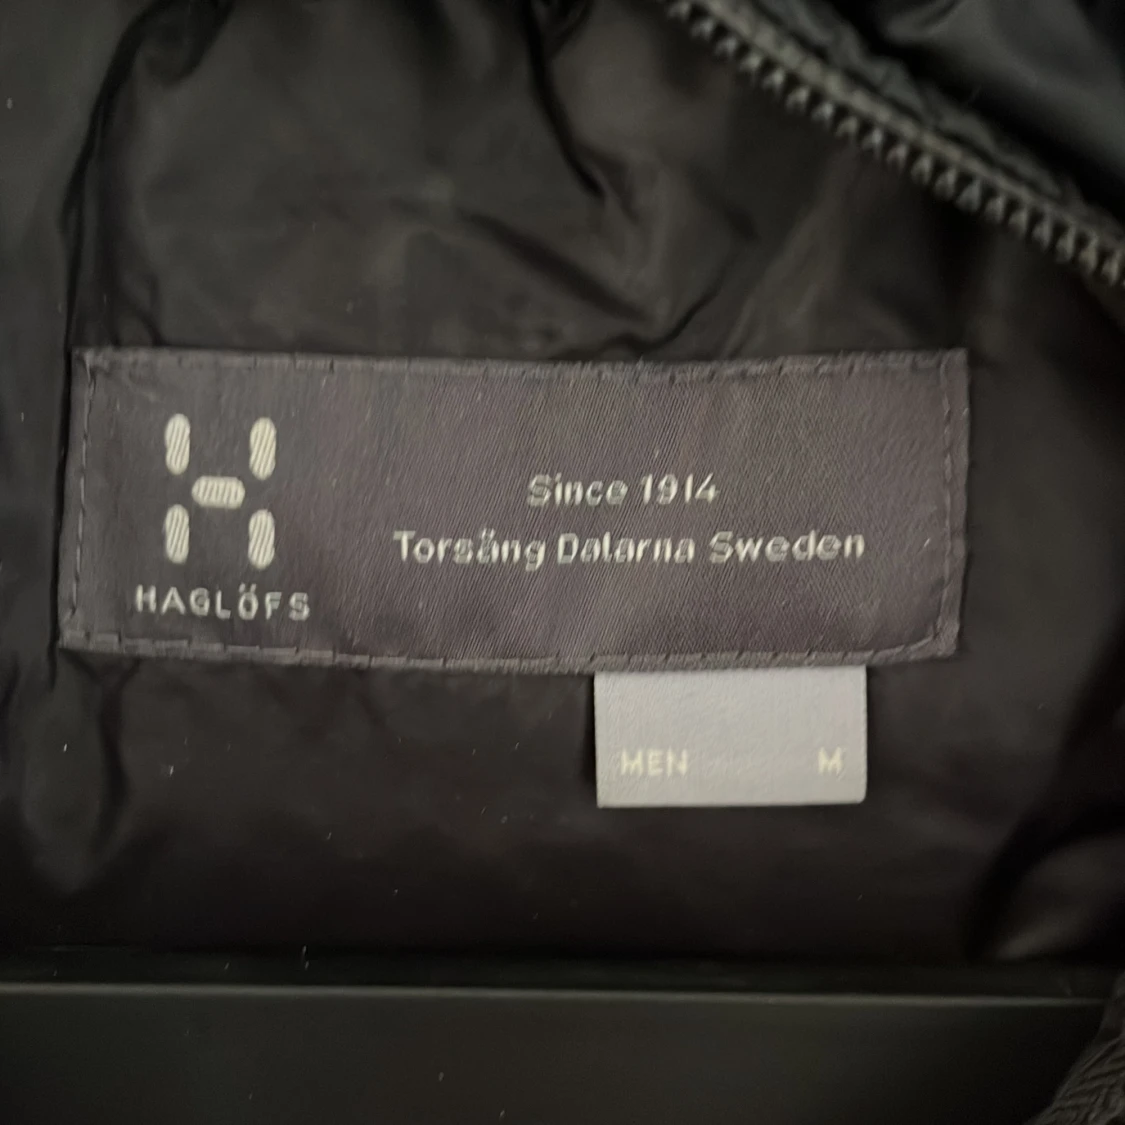 HAGLÖFS
Since 1914
Torsång Dalarna Sweden
MEN M